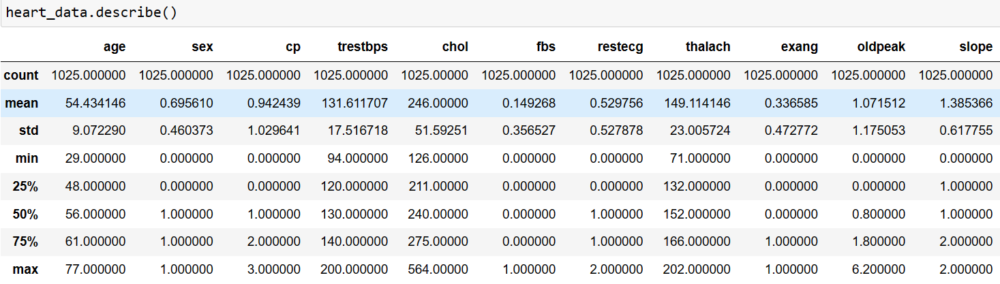 heart_data.describe()
age sex cp trestbps chol fbs restecg thalach exang oldpeak slope
count 1025.000000 1025.000000 1025.000000 1025.000000 1025.00000 1025.000000 1025.000000 1025.000000 1025.000000 1025.000000 1025.000000
mean 54.434146 0.695610 0.942439 131.611707 246.00000 0.149268 0.529756 149.114146 0.336585 1.071512 1.385366
std 9.072290 0.460373 1.029641 17.516718 51.59251 0.356527 0.527878 23.005724 0.472772 1.175053 0.617755
min 29.000000 0.000000 0.000000 94.000000 126.00000 0.000000 0.000000 71.000000 0.000000 0.000000 0.000000
25% 48.000000 0.000000 0.000000 120.000000 211.00000 0.000000 0.000000 132.000000 0.000000 0.000000 1.000000
50% 56.000000 1.000000 1.000000 130.000000 240.00000 0.000000 1.000000 152.000000 0.000000 0.800000 1.000000
75% 61.000000 1.000000 2.000000 140.000000 275.00000 0.000000 1.000000 166.000000 1.000000 1.800000 2.000000
max 77.000000 1.000000 3.000000 200.000000 564.00000 1.000000 2.000000 202.000000 1.000000 6.200000 2.000000